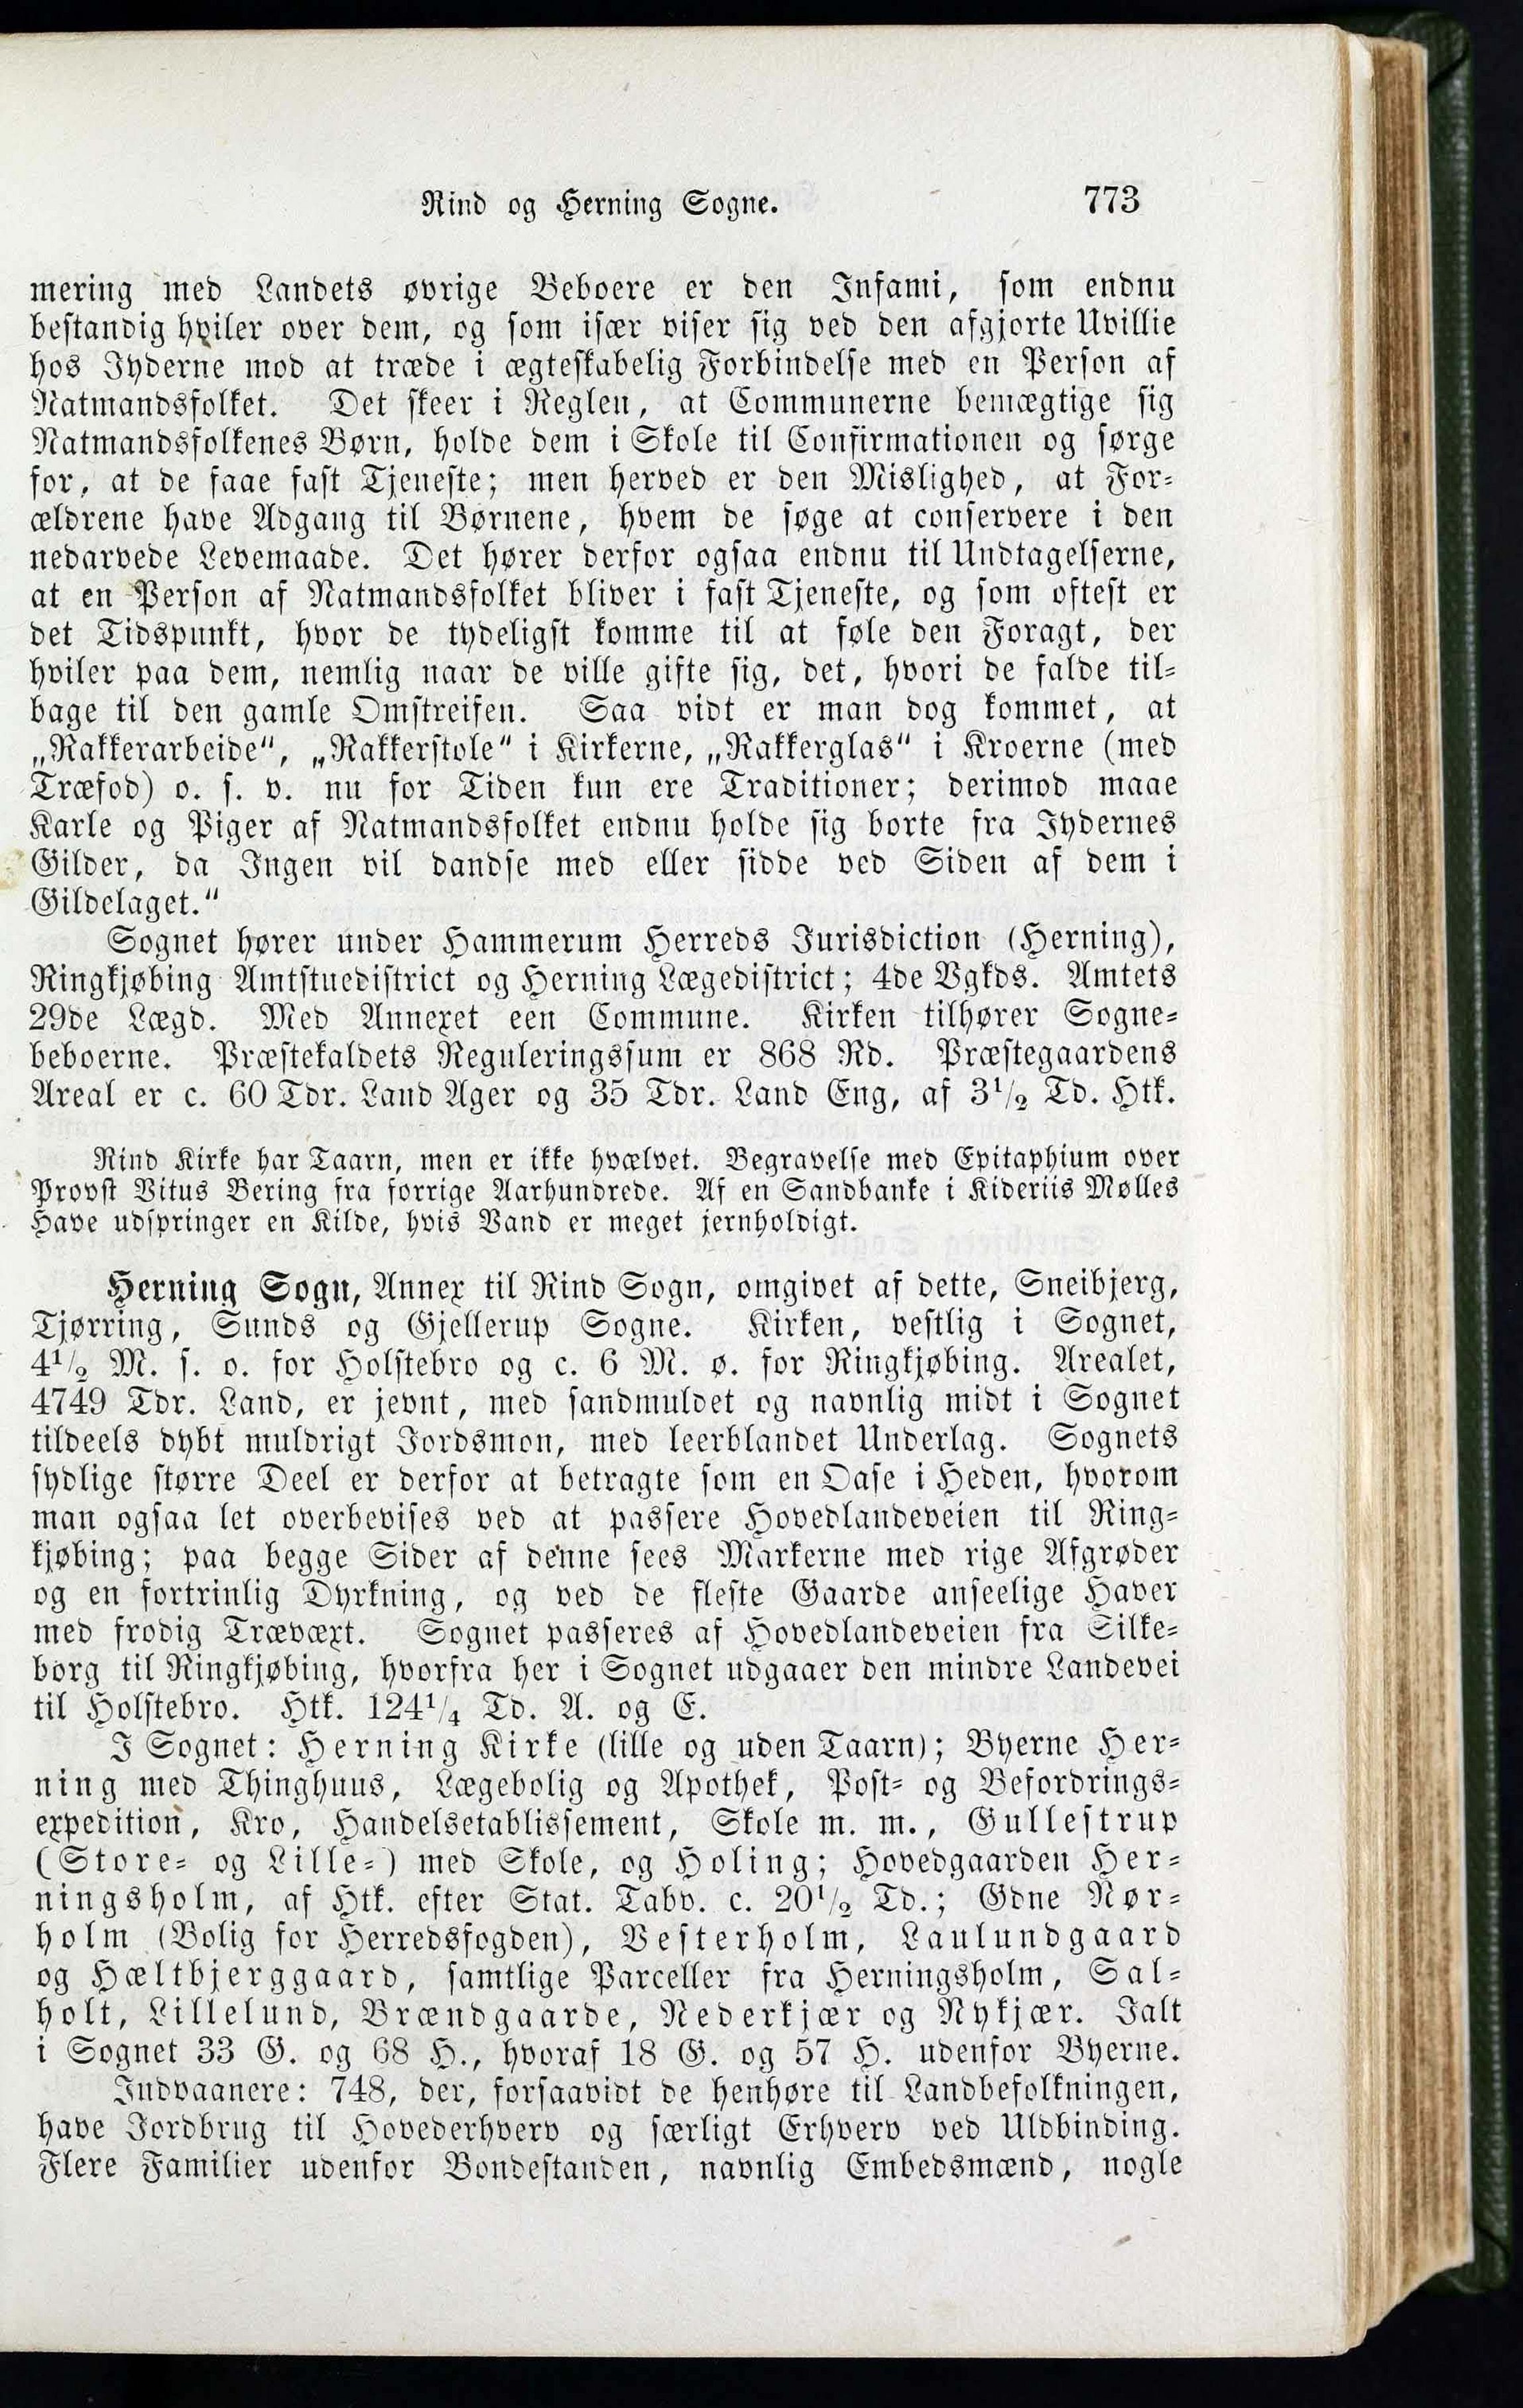 Rind og Herning Sogne. 773
mering med Landets øvrige Beboere er den Infami, som endnu
bestandig hviler over dem, og som især viser sig ved den afgjorte Uvillie
hos Jyderne mod at træde i ægteskabelig Forbindelse med en Person af
Natmandsfolket. Det skeer i Reglen, at Communerne bemægtige sig
Natmandsfolkenes Børn, holde dem i Skole til Confirmationen og sørge
for, at de faae fast Tjeneste; men herved er den Mislighed, at For-
ældrene have Adgang til Børnene, hvem de søge at conservere i den
nedarvede Levemaade. Det hører derfor ogsaa endnu til Undtagelserne,
at en Person af Natmandsfolket bliver i fast Tjeneste, og som oftest er
det Tidspunkt, hvor de tydeligst komme til at føle den Foragt, der
hviler paa dem, nemlig naar de ville gifte sig, det, hvori de falde til-
bage til den gamle Omstreifen. Saa vidt er man dog kommet, at
„Rakkerarbeide", „Rakkerstole" i Kirkerne, „Rakkerglas" i Kroerne (med
Træfod) o. s. v. nu for Tiden kun ere Traditioner; derimod maae
Karle og Piger af Natmandsfolket endnu holde sig borte fra Jydernes
Gilder, da Ingen vil dandse med eller sidde ved Siden af dem i
Gildelaget."
Sognet hører under Hammerum Herreds Jurisdiction (Herning),
Ringkjøbing Amtstuedistrict og Herning Lægedistrict; 4de Vgkds. Amtets
29de Lægd. Med Annexet een Commune. Kirken tilhører Sogne-
beboerne. Præstekaldets Reguleringssum er 868 Rd. Præstegaardens
Areal er c. 60 Tdr. Land Ager og 35 Tdr. Land Eng, af 3½ Td. Htk.
Rind Kirke har Taarn, men er ikke hvælvet. Begravelse med Epitaphium over
Provst Vitus Bering fra forrige Aarhundrede. Af en Sandbanke i Kideriis Mølles
Have udspringer en Kilde, hvis Vand er meget jernholdigt.
Herning Sogn, Annex til Rind Sogn, omgivet af dette, Sneibjerg,
Tjørring, Sunds og Gjellerup Sogne. Kirken, vestlig i Sognet,
4½ M. s. o. for Holstebro og c. 6 M. ø. for Ringkjøbing. Arealet,
4749 Tdr. Land, er jevnt, med sandmuldet og navnlig midt i Sognet
tildeels dybt muldrigt Jordsmon, med leerblandet Underlag. Sognets
sydlige større Deel er derfor at betragte som en Oase i Heden, hvorom
man ogsaa let overbevises ved at passere Hovedlandeveien til Ring-
kjøbing; paa begge Sider af denne sees Markerne med rige Afgrøder
og en fortrinlig Dyrkning, og ved de fleste Gaarde anseelige Haver
med frodig Trævæxt. Sognet passeres af Hovedlandeveien fra Silke-
borg til Ringkjøbing, hvorfra her i Sognet udgaaer den mindre Landevei
til Holstebro. Htk. 124¼ Td. A. og E.
I Sognet: Herning Kirke (lille og uden Taarn); Byerne Her-
ning med Thinghuus, Lægebolig og Apothek, Post- og Befordrings-
expedition, Kro, Handelsetablissement, Skole m. m., Gullestrup
(Store- og Lille-) med Skole, og Holing; Hovedgaarden Her-
ningsholm, af Htk. efter Stat. Tabv. c. 20½ Td.; Gdne Nør-
holm (Bolig for Herredsfogden), Vesterholm, Laulundgaard
og Hæltbjerggaard, samtlige Parceller fra Herningsholm, Sal-
holt, Lillelund, Brændgaarde, Nederkjær og Nykjær. Ialt
i Sognet 33 G. og 68 H., hvoraf 18 G. og 57 H. udenfor Byerne.
Indvaanere: 748, der, forsaavidt de henhøre til Landbefolkningen,
have Jordbrug til Hovederhverv og særligt Erhverv ved Uldbinding.
Flere Familier udenfor Bondestanden, navnlig Embedsmænd, nogle